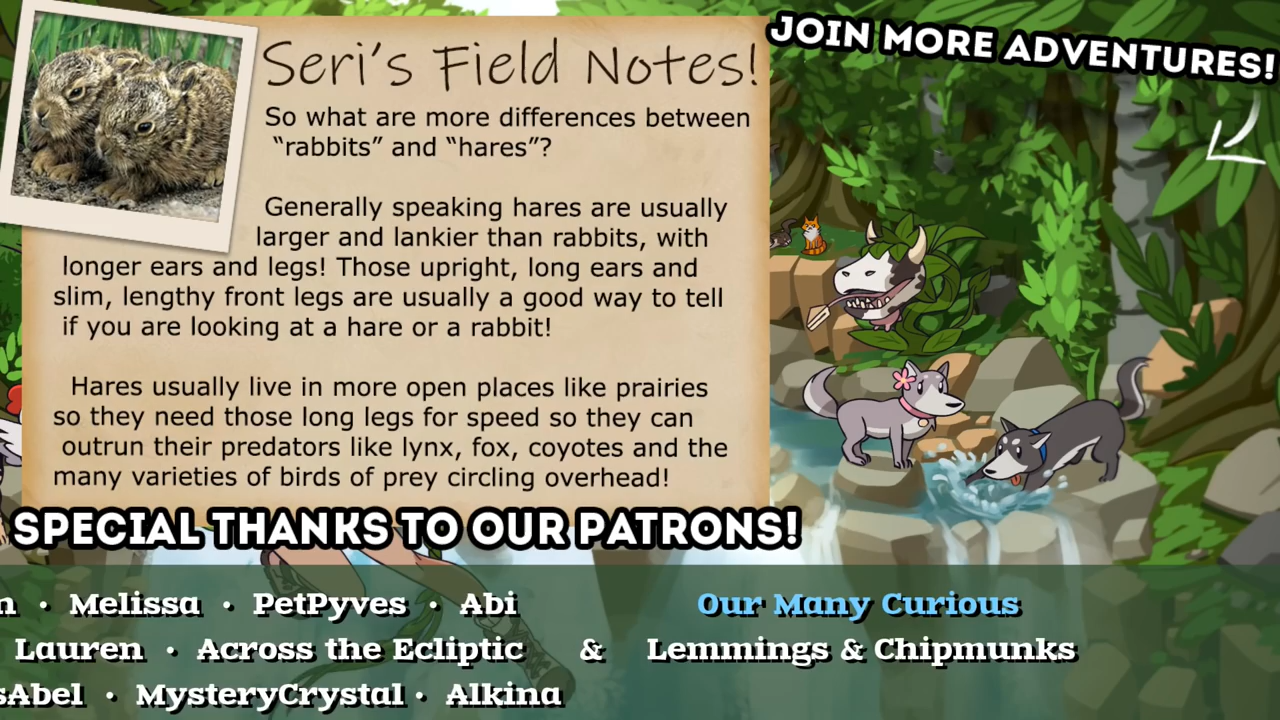 Seri's Field Notes!
JOIN MORE ADVENTURES!
So what are more differences between
"rabbits" and "hares"?
Generally speaking hares are usually
larger and lankier than rabbits, with
longer ears and legs! Those upright, long ears and
slim, lengthy front legs are usually a good way to tell
if you are looking at a hare or a rabbit!
Hares usually live in more open places like prairies
so they need those long legs for speed so they can
outrun their predators like lynx, fox, coyotes and the
many varieties of birds of prey circling overhead!
SPECIAL THANKS TO OUR PATRONS!
· Melissa · PetPyves · Abi
Our Many Curious
Lauren · Across the Ecliptic & Lemmings & Chipmunks
sAbel · MysteryCrystal · Alkina